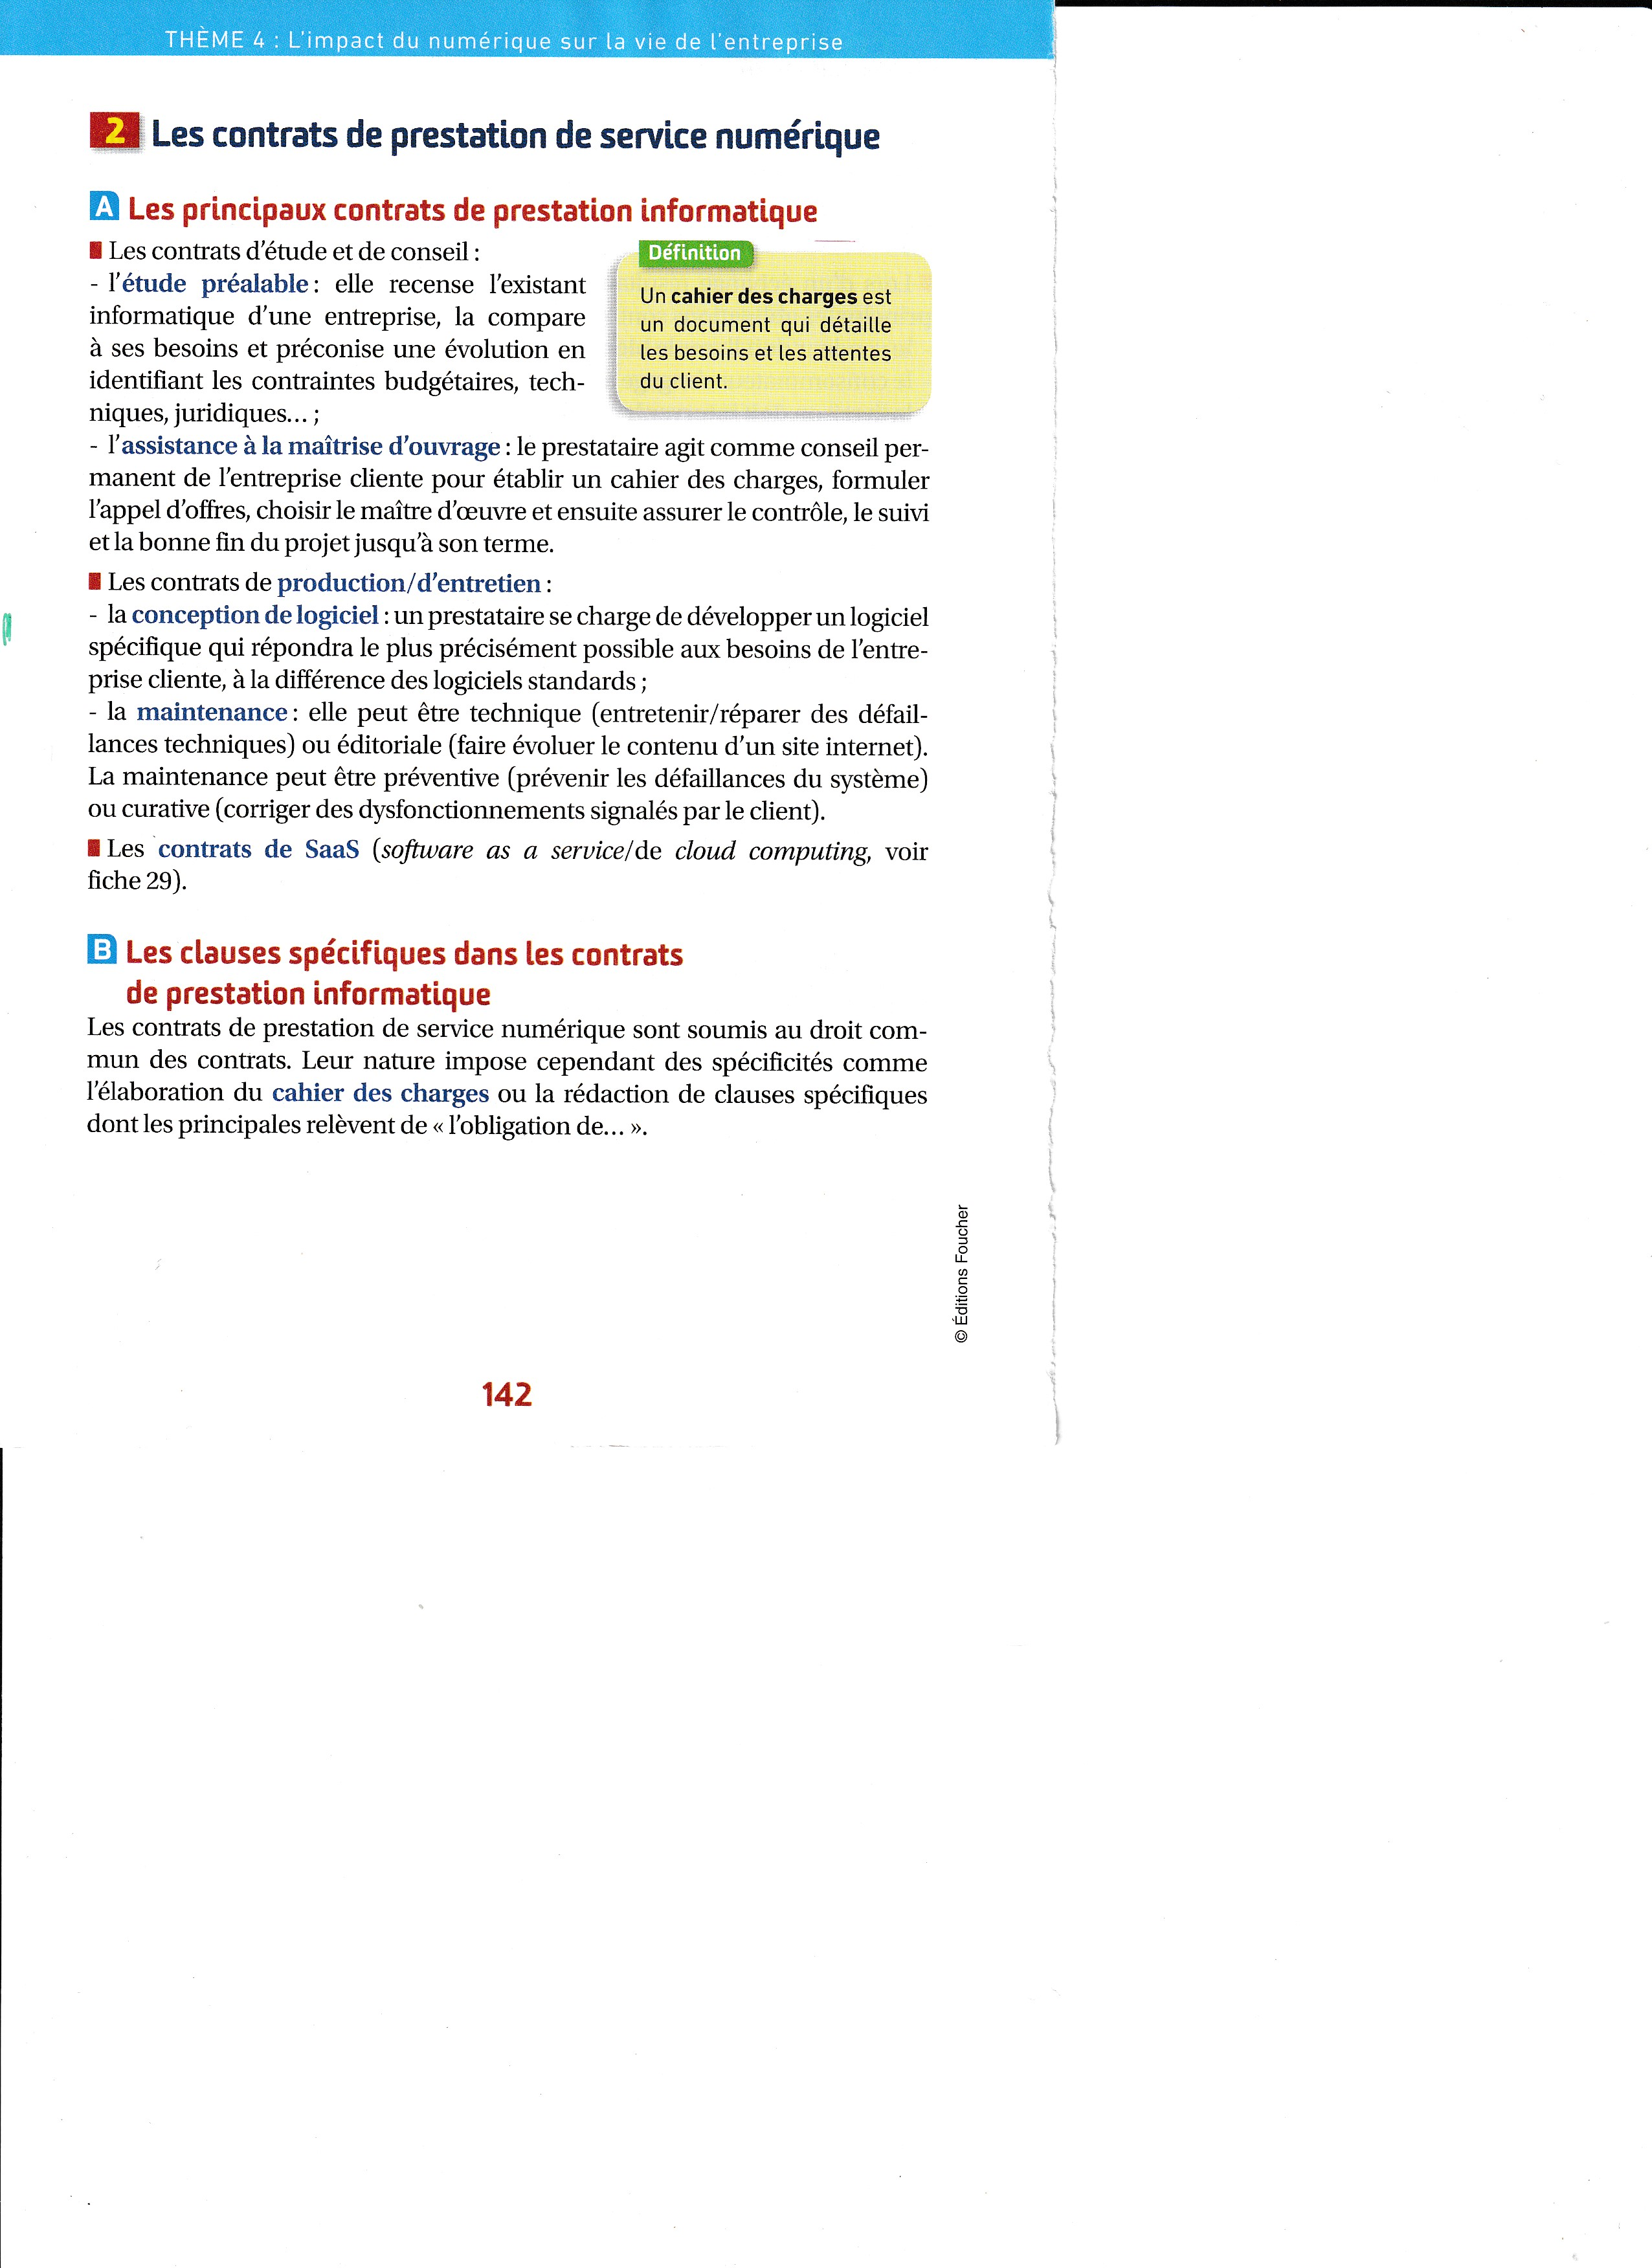 THÈME 4 : L'impact du numérique sur la vie de l'entreprise
2 Les contrats de prestation de service numérique
A Les principaux contrats de prestation informatique
Les contrats d'étude et de conseil :
- l'étude préalable : elle recense l'existant
informatique d'une entreprise, la compare
à ses besoins et préconise une évolution en
identifiant les contraintes budgétaires, tech-
niques, juridiques... ;
Définition
Un cahier des charges est
un document qui détaille
les besoins et les attentes
du client.
- l'assistance à la maîtrise d'ouvrage : le prestataire agit comme conseil per-
manent de l'entreprise cliente pour établir un cahier des charges, formuler
l'appel d'offres, choisir le maître d'œuvre et ensuite assurer le contrôle, le suivi
et la bonne fin du projet jusqu'à son terme.
Les contrats de production/d'entretien :
- la conception de logiciel : un prestataire se charge de développer un logiciel
spécifique qui répondra le plus précisément possible aux besoins de l'entre-
prise cliente, à la différence des logiciels standards ;
- la maintenance : elle peut être technique (entretenir/réparer des défail-
lances techniques) ou éditoriale (faire évoluer le contenu d'un site internet).
La maintenance peut être préventive (prévenir les défaillances du système)
ou curative (corriger des dysfonctionnements signalés par le client).
Les contrats de SaaS (software as a service/de cloud computing, voir
fiche 29).
B Les clauses spécifiques dans les contrats
de prestation informatique
Les contrats de prestation de service numérique sont soumis au droit com-
mun des contrats. Leur nature impose cependant des spécificités comme
l'élaboration du cahier des charges ou la rédaction de clauses spécifiques
dont les principales relèvent de « l'obligation de... ».
© Éditions Foucher
142